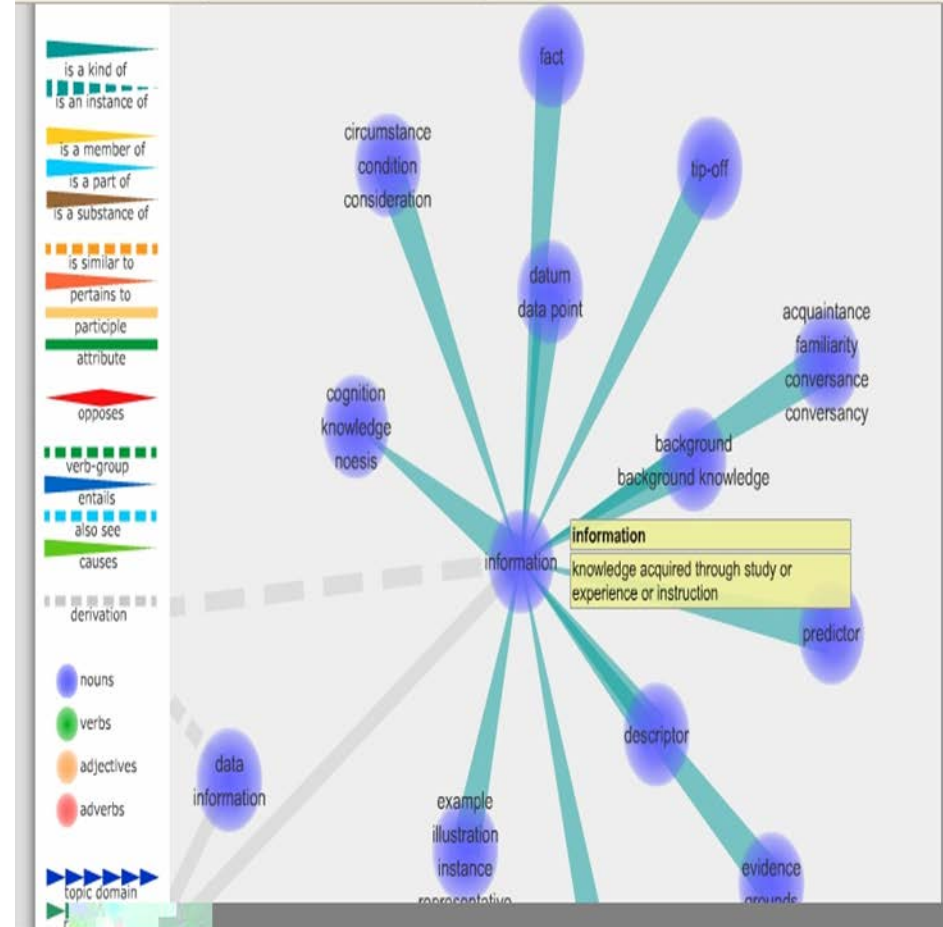 is a kind of
is an instance of
is a member of
is a part of
is a substance of
is similar to
pertains to
participle
attribute
opposes
verb-group
entails
also see
causes
derivation
nouns
verbs
adjectives
adverbs
topic domain
fact
circumstance
condition
consideration
tip-off
datum
data point
acquaintance
familiarity
conversance
conversancy
cognition
knowledge
noesis
background
background knowledge
information
information
knowledge acquired through study or
experience or instruction
predictor
descriptor
data
information
example
illustration
instance
representative
evidence
grounds